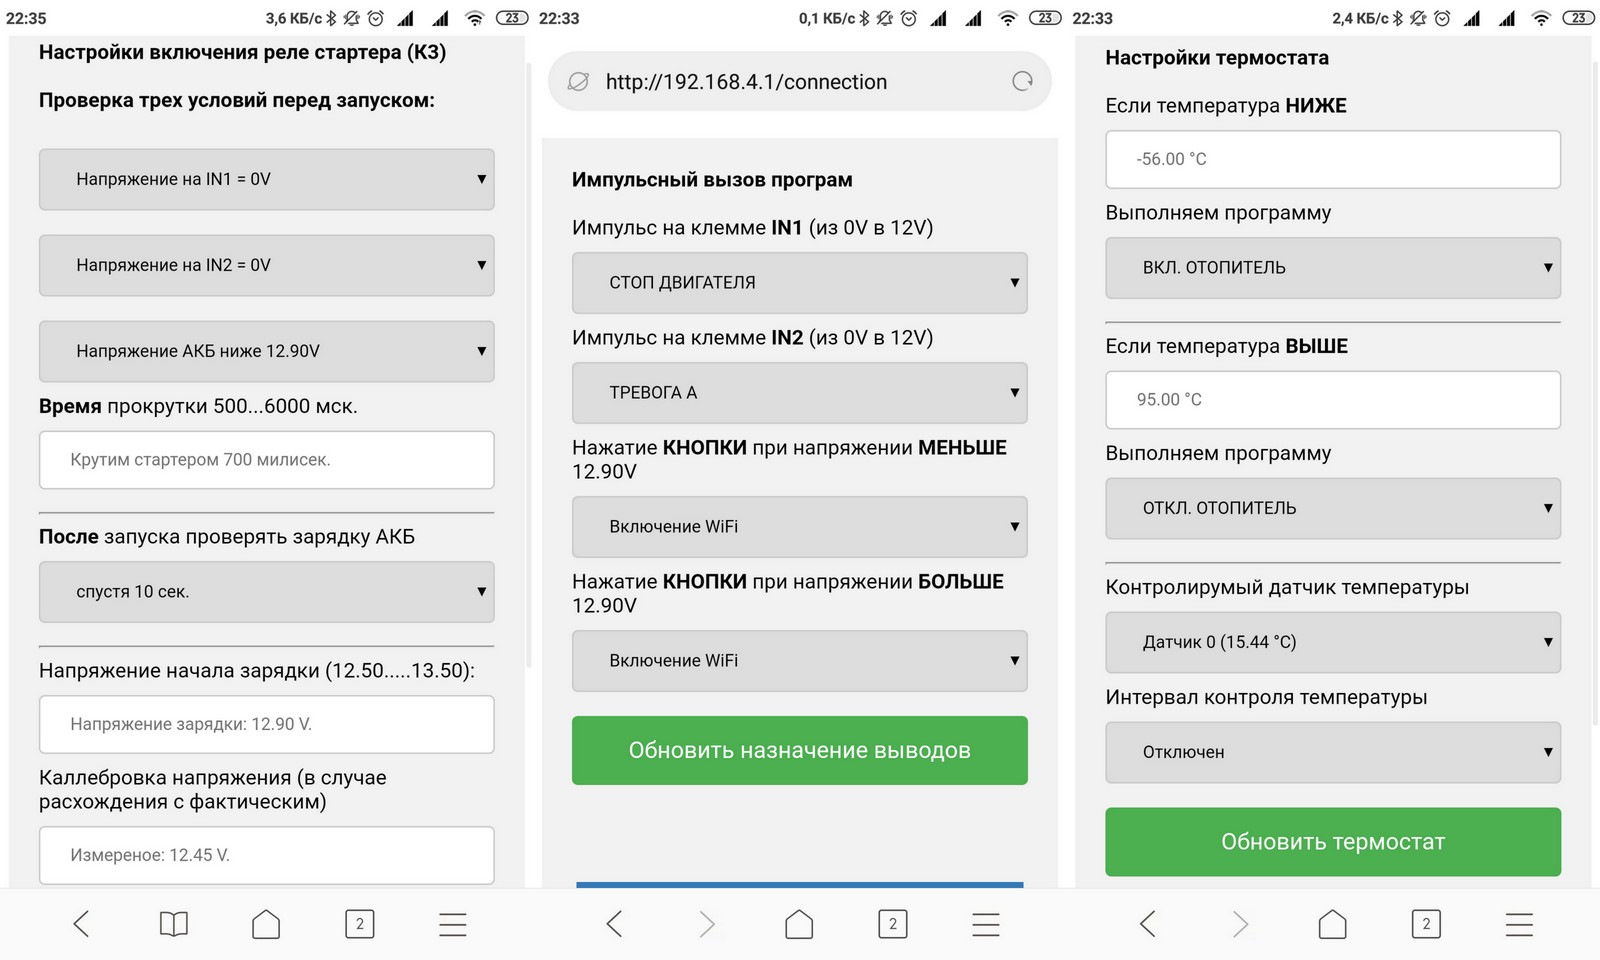 22:35 3,6 КБ/с 23
Настройки включения реле стартера (К3)
Проверка трех условий перед запуском:
Напряжение на IN1 = 0V
Напряжение на IN2 = 0V
Напряжение АКБ ниже 12.90V
Время прокрутки 500...6000 мск.
Крутим стартером 700 милисек.
После запуска проверять зарядку АКБ
спустя 10 сек.
Напряжение начала зарядки (12.50.....13.50):
Напряжение зарядки: 12.90 V.
Каллебровка напряжения (в случае
расхождения с фактическим)
Измереное: 12.45 V.
2
22:33 0,1 КБ/с 23
http://192.168.4.1/connection
Импульсный вызов програм
Импульс на клемме IN1 (из 0V в 12V)
СТОП ДВИГАТЕЛЯ
Импульс на клемме IN2 (из 0V в 12V)
ТРЕВОГА А
Нажатие КНОПКИ при напряжении МЕНЬШЕ
12.90V
Включение WiFi
Нажатие КНОПКИ при напряжении БОЛЬШЕ
12.90V
Включение WiFi
Обновить назначение выводов
2
22:33 2,4 КБ/с 23
Настройки термостата
Если температура НИЖЕ
-56.00 °C
Выполняем программу
ВКЛ. ОТОПИТЕЛЬ
Если температура ВЫШЕ
95.00 °C
Выполняем программу
ОТКЛ. ОТОПИТЕЛЬ
Контролирумый датчик температуры
Датчик 0 (15.44 °C)
Интервал контроля температуры
Отключен
Обновить термостат
2